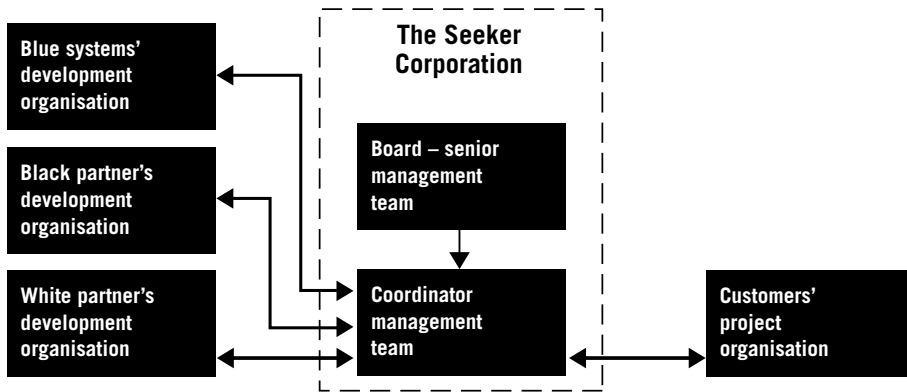 Blue systems’
development
organisation
Black partner’s
development
organisation
White partner’s
development
organisation
The Seeker
Corporation
Board – senior
management
team
Coordinator
management
team
Customers’
project
organisation